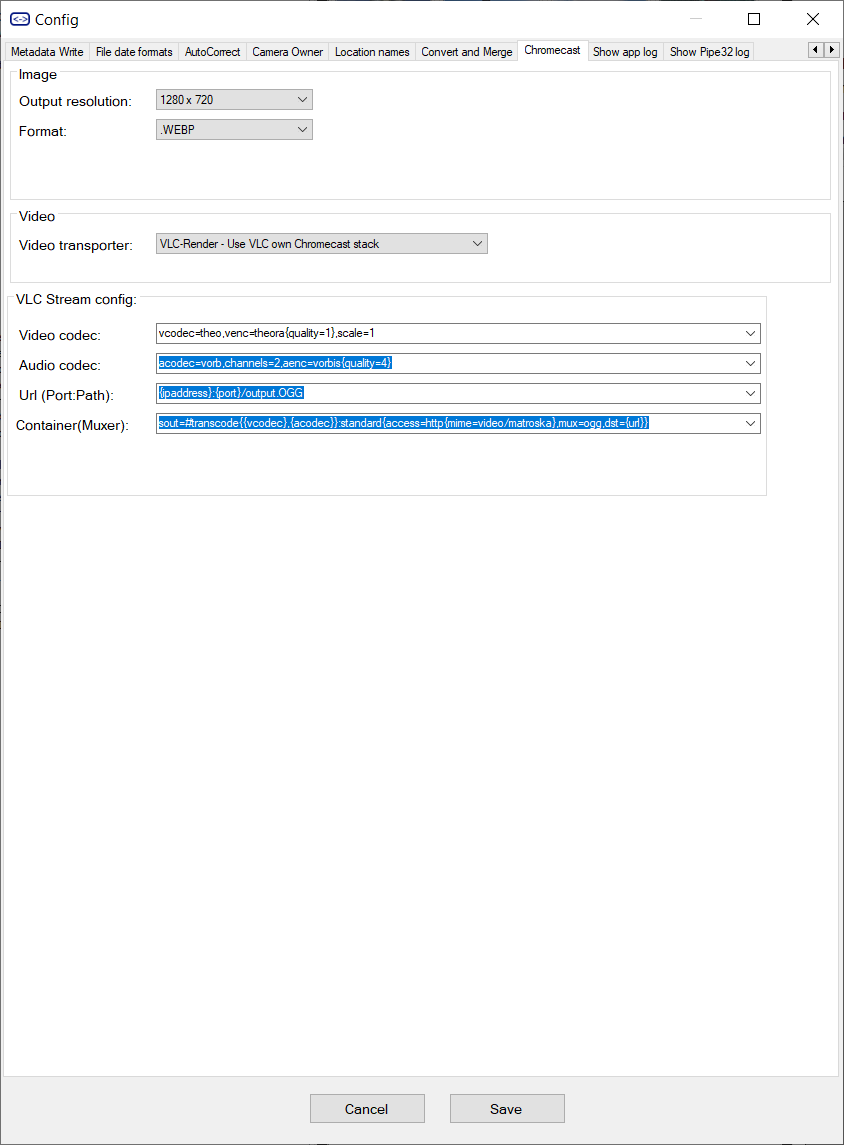 Config
Metadata Write File date formats AutoCorrect Camera Owner Location names Convert and Merge Chromecast Show app log Show Pipe32 log
Image
Output resolution: 1280 x 720
Format: .WEBP
Video
Video transporter: VLC-Render - Use VLC own Chromecast stack
VLC Stream config:
Video codec: vcodec=theo,venc=theora{quality=1},scale=1
Audio codec: acodec=vorb,channels=2,aenc=vorbis{quality=4}
Url (Port:Path): {ipaddress}:{port}/output.OGG
Container(Muxer): sout=#transcode{{vcodec},{acodec}}:standard{access=http{mime=video/matroska},mux=ogg,dst={url}}
Cancel Save